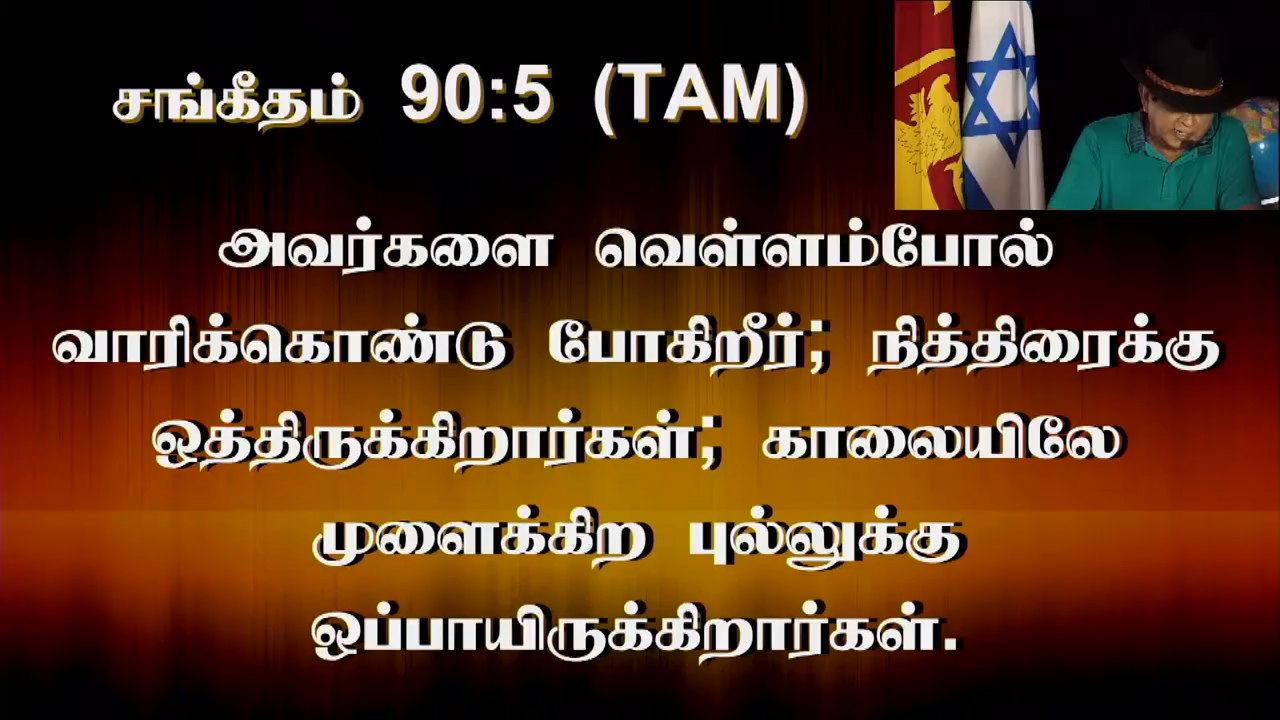 சங்கீதம் 90:5 (TAM)
அவர்களை வெள்ளம்போல்
வாரிக்கொண்டு போகிறீர்; நித்திரைக்கு
ஒத்திருக்கிறார்கள்; காலையிலே
முளைக்கிற புல்லுக்கு
ஒப்பாயிருக்கிறார்கள்.